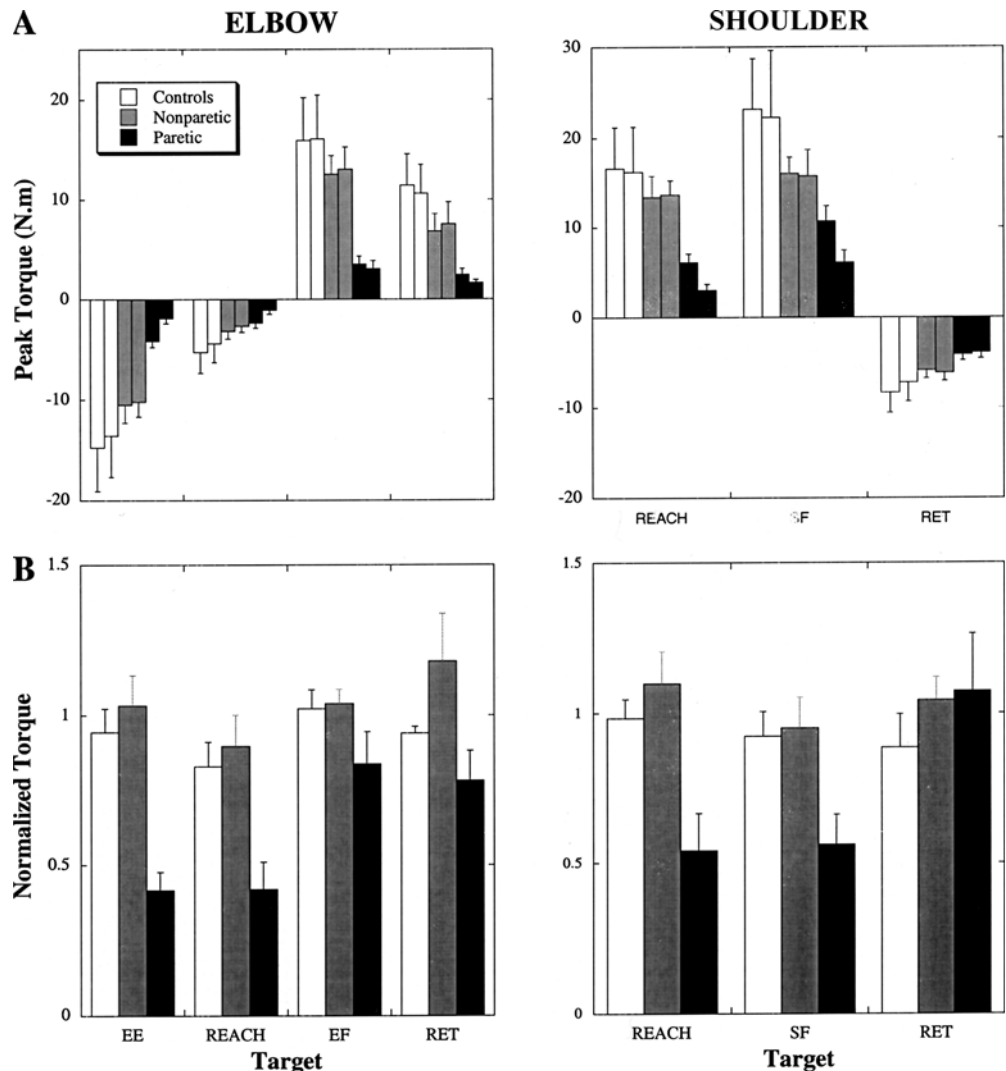 A
ELBOW
SHOULDER
Controls
Nonparetic
Paretic
Peak Torque (N.m)
20
10
0
-10
-20
30
20
10
0
-10
-20
REACH
SF
RET
B
Normalized Torque
1.5
1
0.5
0
EE
REACH
EF
RET
Target
1.5
1
0.5
0
REACH
SF
RET
Target